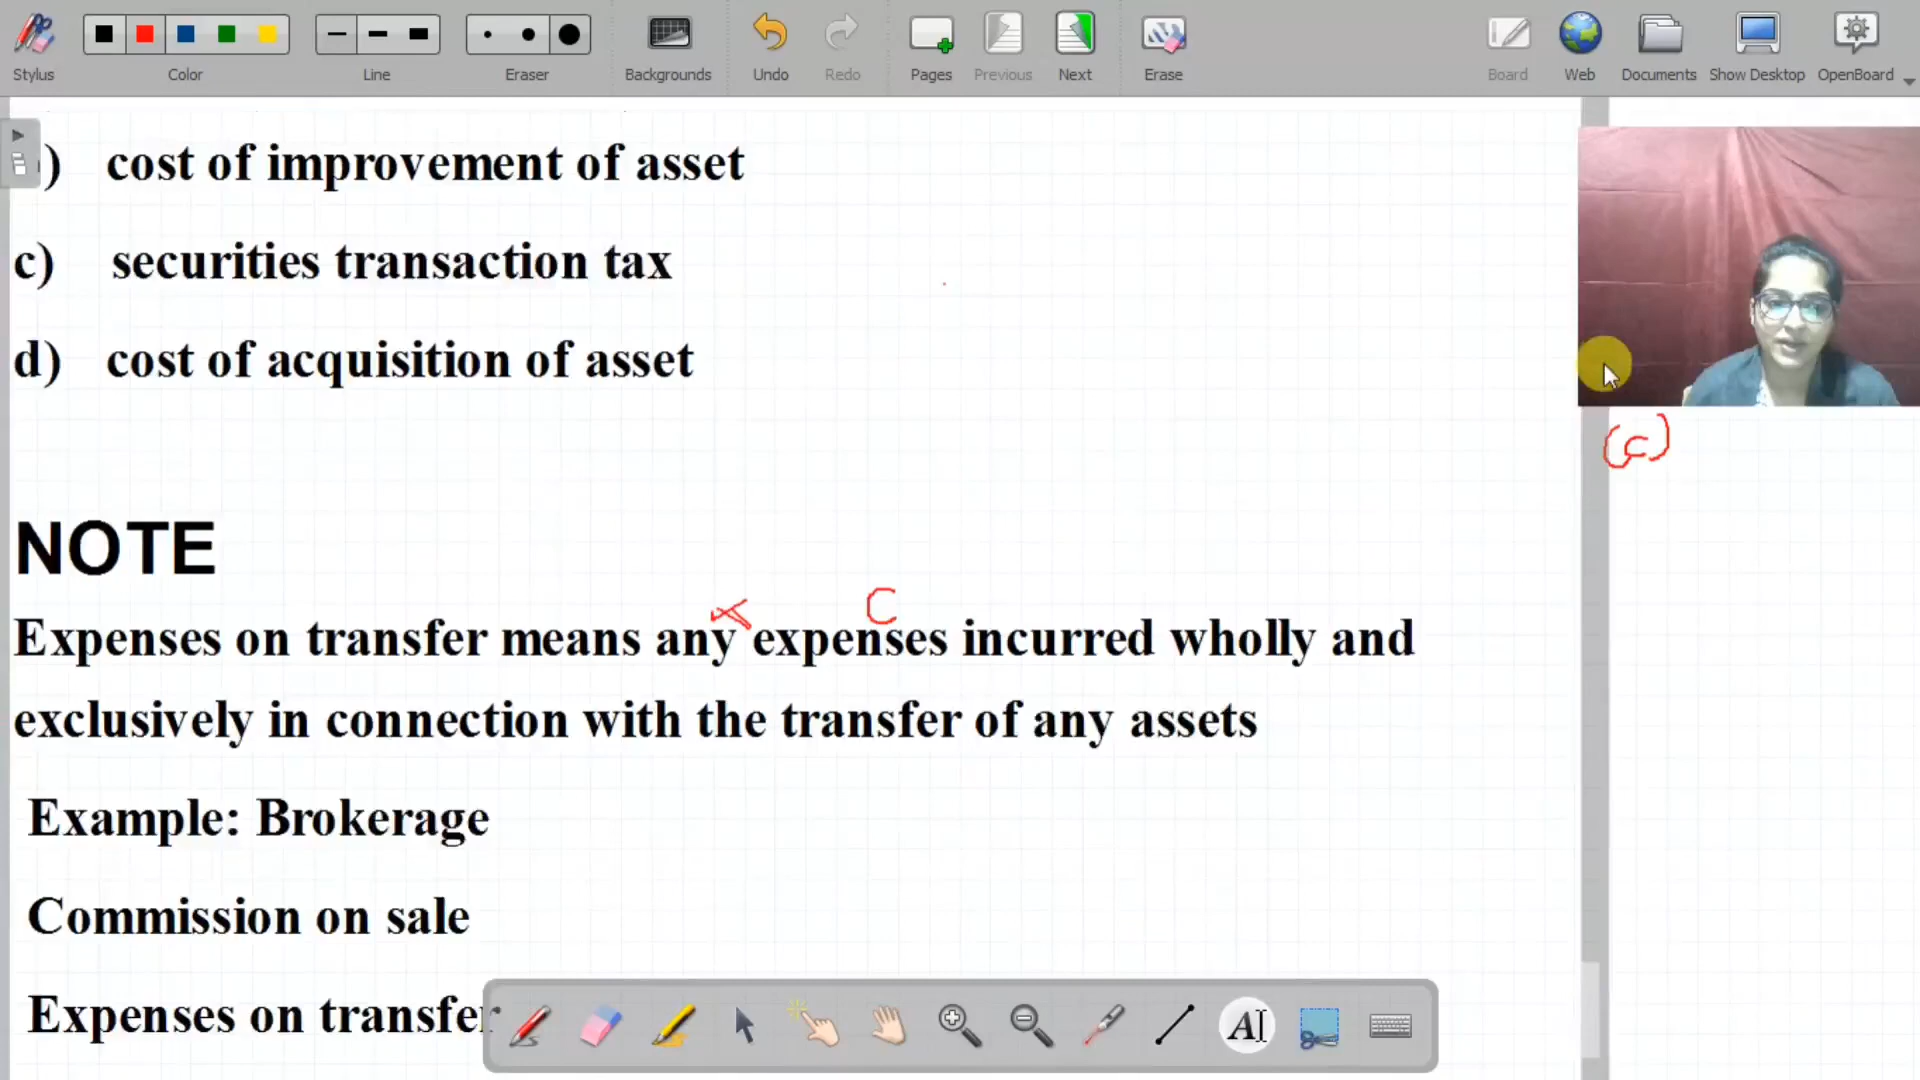 Stylus Color Line Eraser Backgrounds Undo Redo Pages Previous Next Erase Board Web Documents Show Desktop OpenBoard
) cost of improvement of asset
c) securities transaction tax
d) cost of acquisition of asset
(c)
NOTE
C
Expenses on transfer means any expenses incurred wholly and
exclusively in connection with the transfer of any assets
Example: Brokerage
Commission on sale
Expenses on transfer